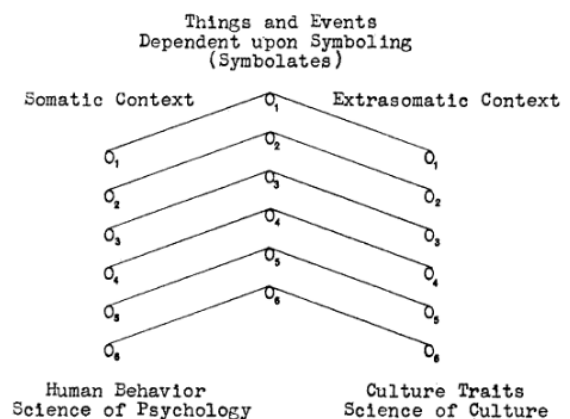 Things and Events
Dependent upon Symboling
(Symbolates)
Somatic Context O₁ Extrasomatic Context
O₁ O₂ O₁
O₂ O₃ O₂
O₃ O₄ O₃
O₄ O₅ O₄
O₅ O₆ O₅
O₆ O₆
Human Behavior Culture Traits
Science of Psychology Science of Culture